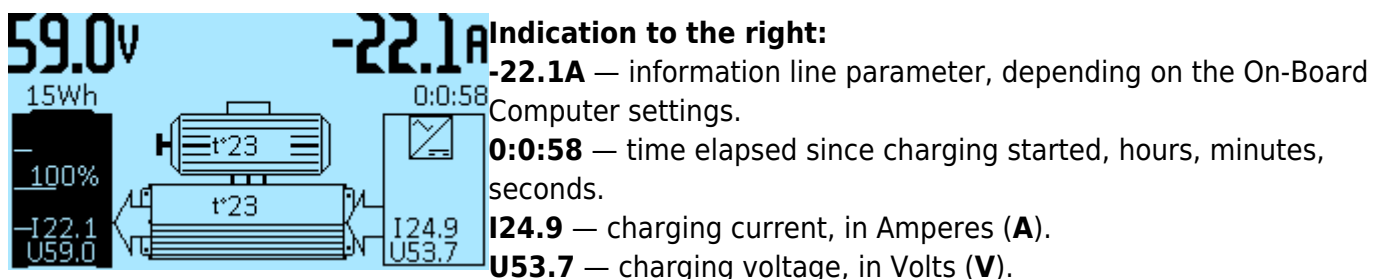 59.0V -22.1A
15Wh 0:0:58
t°23
100%
t°23
I22.1 I24.9
U59.0 U53.7
Indication to the right:
-22.1A — information line parameter, depending on the On-Board
Computer settings.
0:0:58 — time elapsed since charging started, hours, minutes,
seconds.
I24.9 — charging current, in Amperes (A).
U53.7 — charging voltage, in Volts (V).